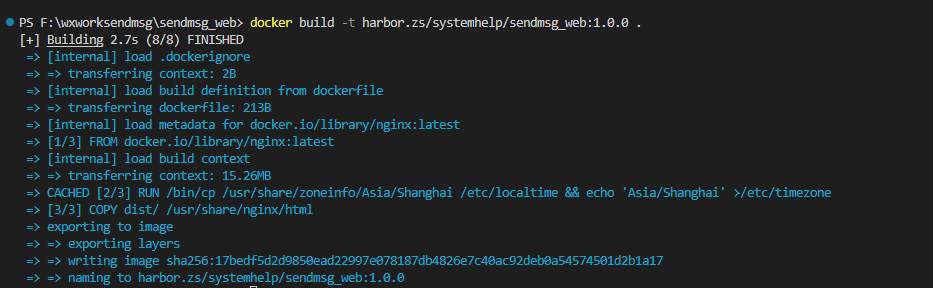 PS F:\wxworksendmsg\sendmsg_web> docker build -t harbor.zs/systemhelp/sendmsg_web:1.0.0 .
[+] Building 2.7s (8/8) FINISHED
=> [internal] load .dockerignore
=> => transferring context: 2B
=> [internal] load build definition from dockerfile
=> => transferring dockerfile: 213B
=> [internal] load metadata for docker.io/library/nginx:latest
=> [1/3] FROM docker.io/library/nginx:latest
=> [internal] load build context
=> => transferring context: 15.26MB
=> CACHED [2/3] RUN /bin/cp /usr/share/zoneinfo/Asia/Shanghai /etc/localtime && echo 'Asia/Shanghai' >/etc/timezone
=> [3/3] COPY dist/ /usr/share/nginx/html
=> exporting to image
=> => exporting layers
=> => writing image sha256:17bedf5d2d9850ead22997e078187db4826e7c40ac92deb0a54574501d2b1a17
=> => naming to harbor.zs/systemhelp/sendmsg_web:1.0.0